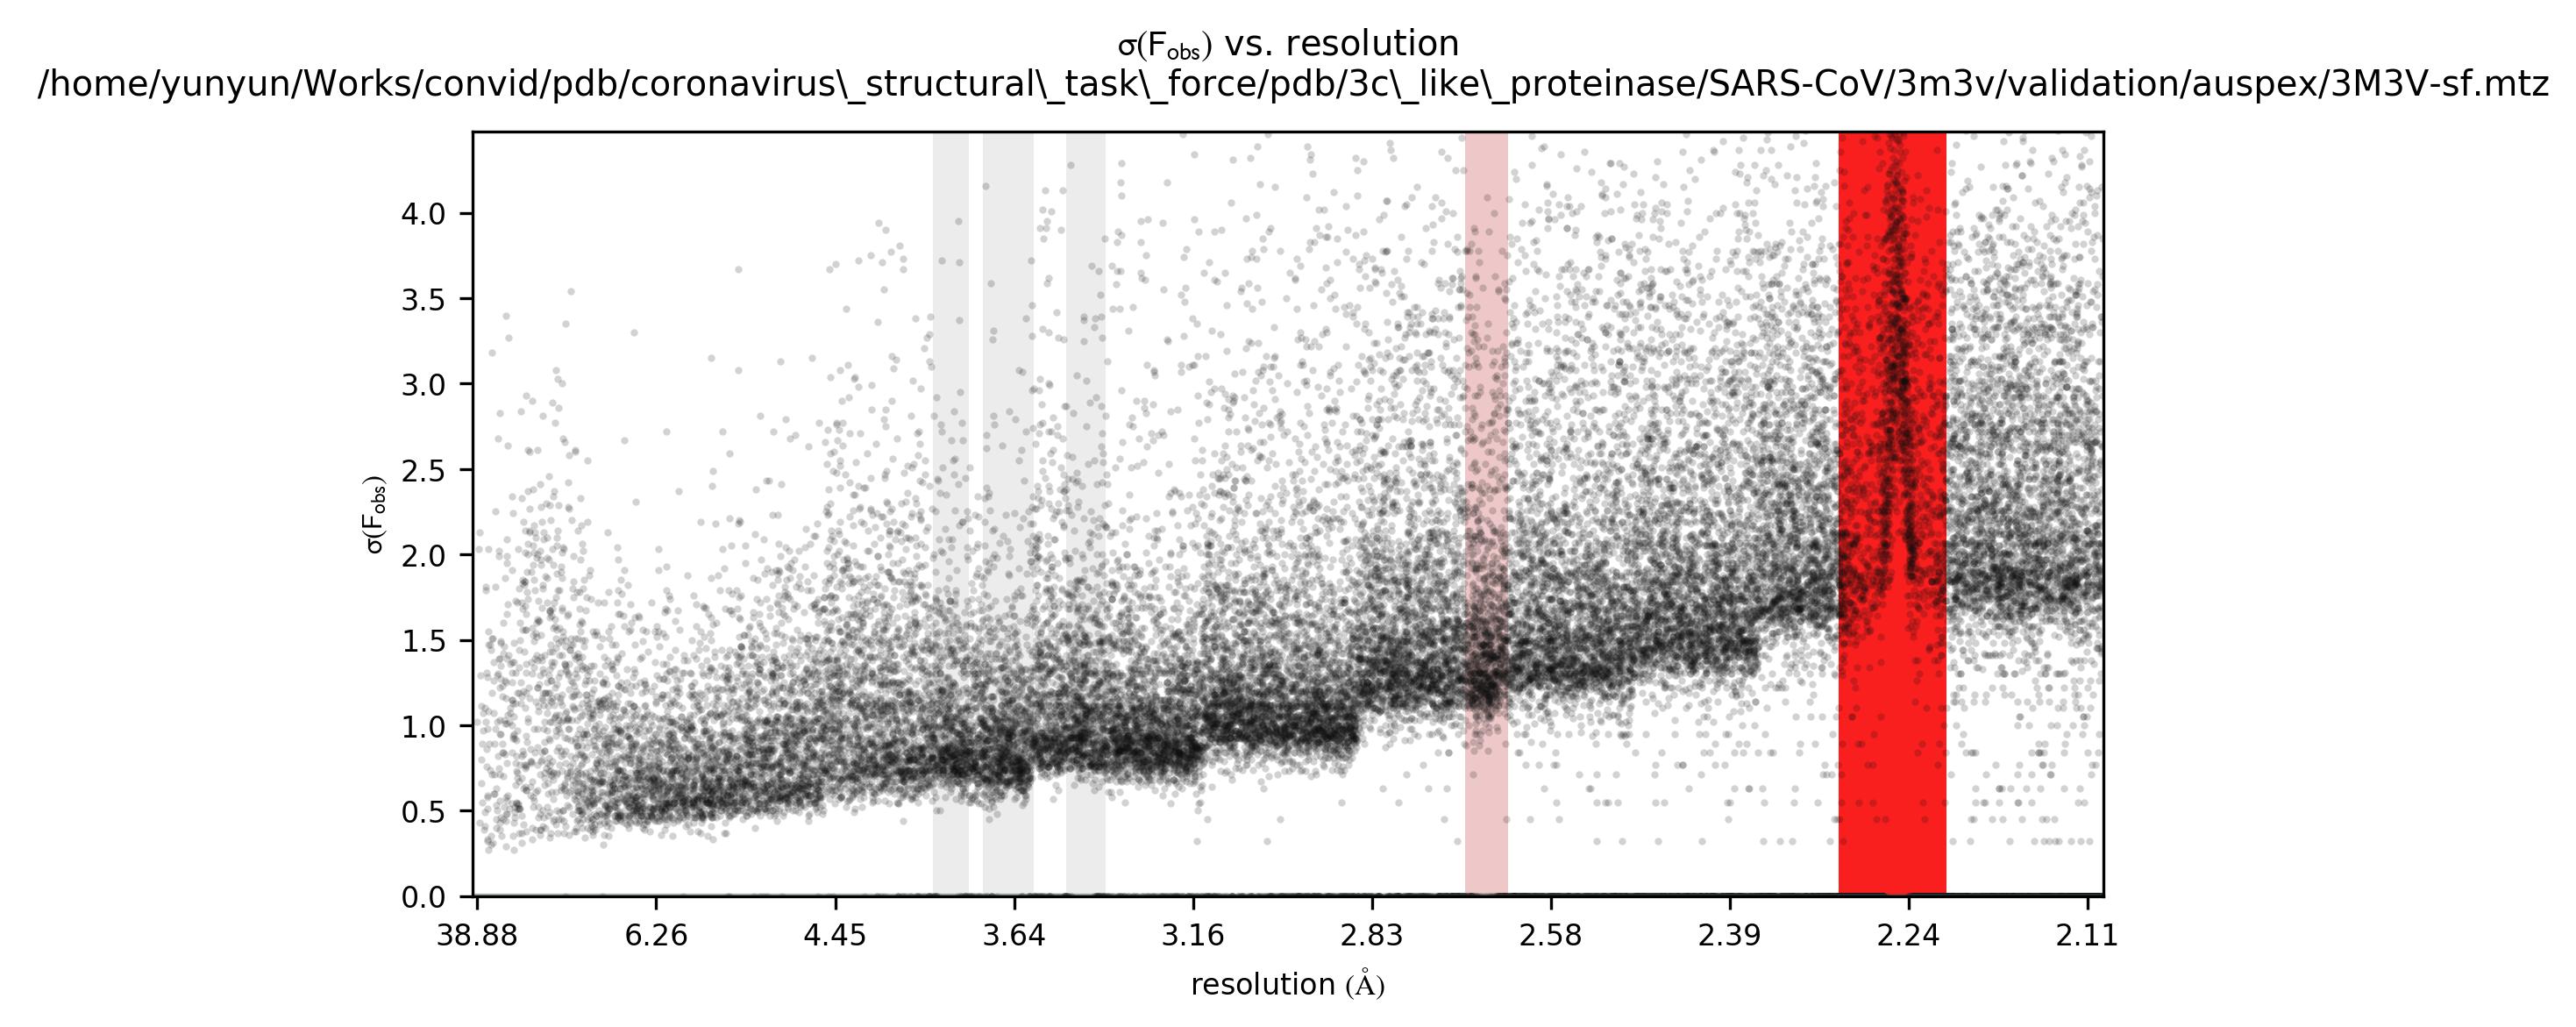 σ(Fobs) vs. resolution
/home/yunyun/Works/convid/pdb/coronavirus\_structural\_task\_force/pdb/3c\_like\_proteinase/SARS-CoV/3m3v/validation/auspex/3M3V-sf.mtz
4.0
3.5
3.0
2.5
2.0
1.5
1.0
0.5
0.0
σ(Fobs)
38.88 6.26 4.45 3.64 3.16 2.83 2.58 2.39 2.24 2.11
resolution (Å)